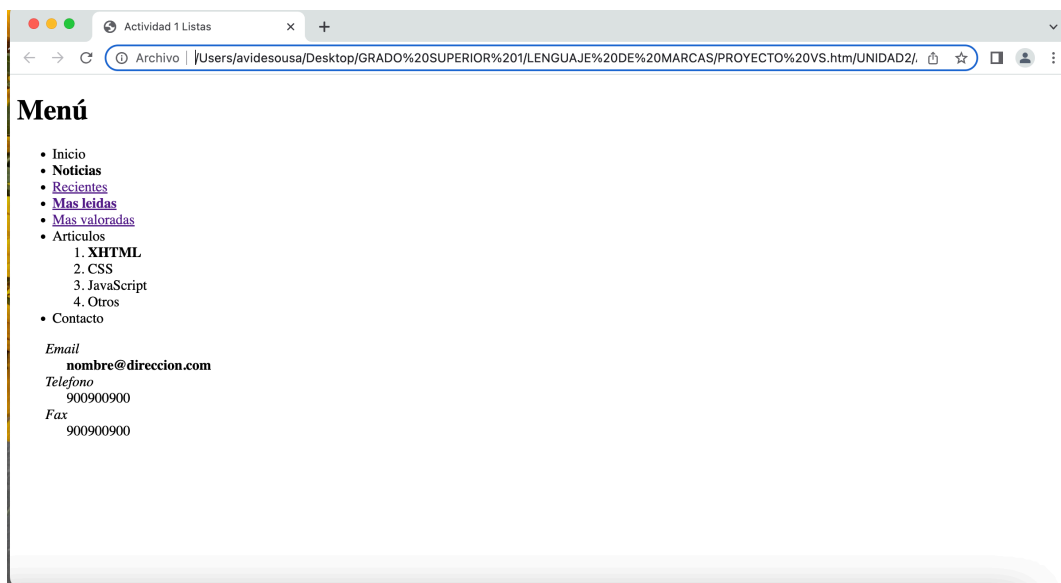 Actividad 1 Listas
Archivo /Users/avidesousa/Desktop/GRADO%20SUPERIOR%201/LENGUAJE%20DE%20MARCAS/PROYECTO%20VS.htm/UNIDAD2/
Menú
• Inicio
• Noticias
• Recientes
• Mas leidas
• Mas valoradas
• Articulos
1. XHTML
2. CSS
3. JavaScript
4. Otros
• Contacto
Email
nombre@direccion.com
Telefono
900900900
Fax
900900900